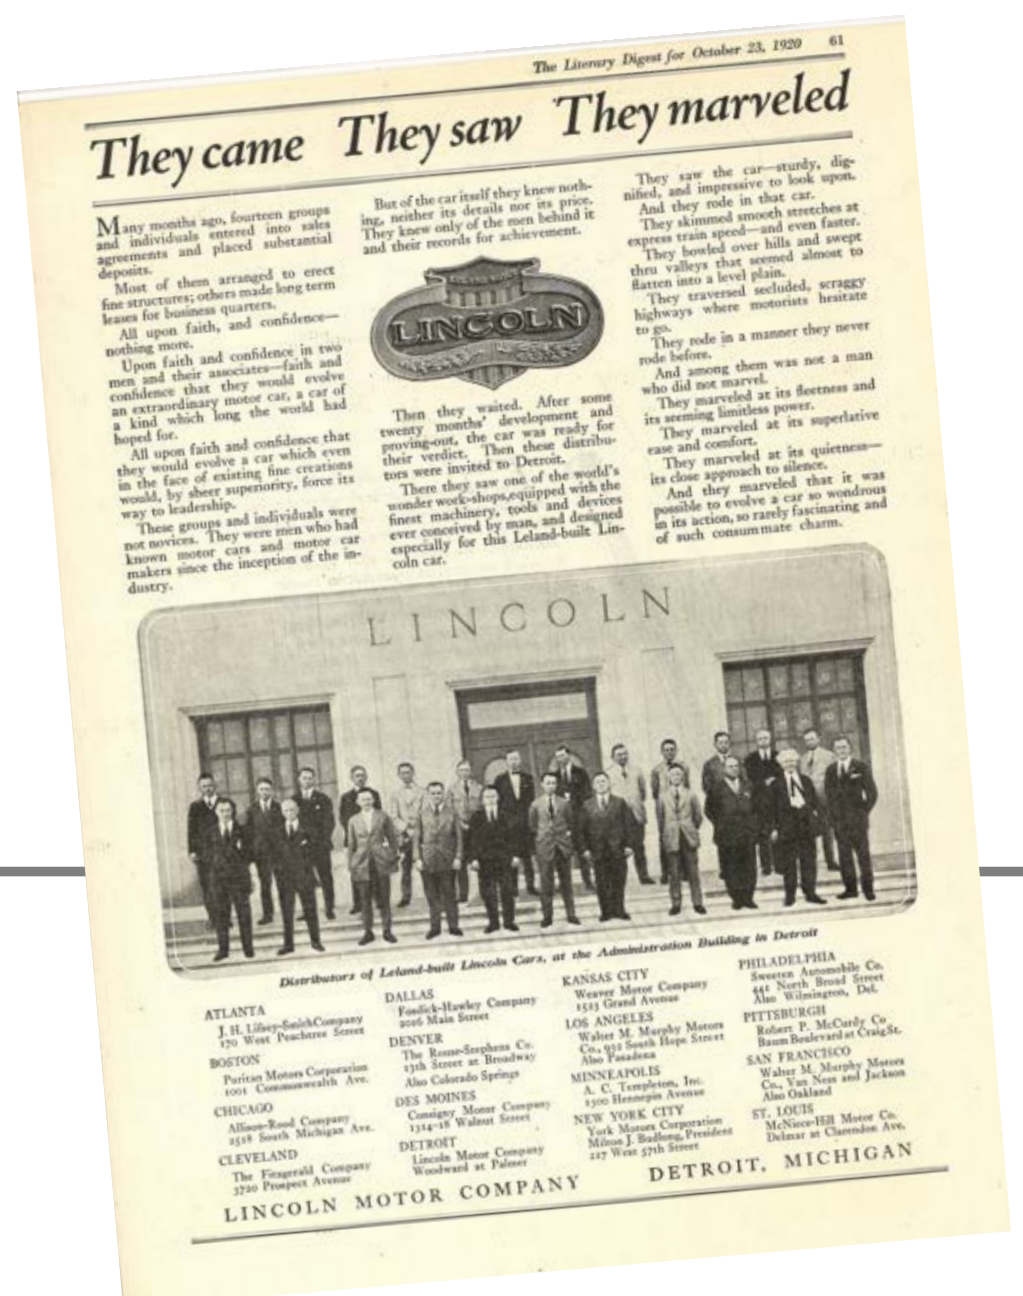 The Literary Digest for October 23, 1920 61
They came They saw They marveled
Many months ago, fourteen groups
and individuals entered into sales
agreements and placed substantial
deposits.
Most of them arranged to erect
fine structures; others made long term
leases for business quarters.
All upon faith, and confidence—
nothing more.
Upon faith and confidence in two
men and their associates—faith and
confidence that they would evolve
an extraordinary motor car, a car of
a kind which long the world had
hoped for.
All upon faith and confidence that
they would evolve a car which even
in the face of existing fine creations
would, by sheer superiority, force its
way to leadership.
These groups and individuals were
not novices. They were men who had
known motor cars and motor car
makers since the inception of the in-
dustry.
But of the car itself they knew noth-
ing, neither its details nor its price.
They knew only of the men behind it
and their records for achievement.
LINCOLN
Then they waited. After some
twenty months' development and
proving-out, the car was ready for
their verdict. Then these distribu-
tors were invited to Detroit.
There they saw one of the world's
wonder work-shops, equipped with the
finest machinery, tools and devices
ever conceived by man, and designed
especially for this Leland-built Lin-
coln car.
They saw the car—sturdy, dig-
nified, and impressive to look upon.
And they rode in that car.
They skimmed smooth stretches at
express train speed—and even faster.
They bowled over hills and swept
thru valleys that seemed almost to
flatten into a level plain.
They traversed secluded, scraggy
highways where motorists hesitate
to go.
They rode in a manner they never
rode before.
And among them was not a man
who did not marvel.
They marveled at its fleetness and
its seeming limitless power.
They marveled at its superlative
ease and comfort.
They marveled at its quietness—
its close approach to silence.
And they marveled that it was
possible to evolve a car so wondrous
in its action, so rarely fascinating and
of such consummate charm.
LINCOLN
Distributors of Leland-built Lincoln Cars, at the Administration Building in Detroit
ATLANTA
J. H. Company
170 West Peachtree Street
BOSTON
Puritan Motors Corporation
1001 Commonwealth Ave.
CHICAGO
Allison-Rood Company
2518 South Michigan Ave.
CLEVELAND
The Fitzgerald Company
3720 Prospect Avenue
DALLAS
Fosdick-Hawley Company
2016 Main Street
DENVER
The Co.
13th Street at Broadway
Also Colorado Springs
DES MOINES
Consigny Motor Company
1314-18 Walnut Street
DETROIT
Lincoln Motor Company
Woodward at Palmer
KANSAS CITY
Weaver Motor Company
1523 Grand Avenue
LOS ANGELES
Walter M. Murphy Motors
Co., 932 South Hope Street
Also Pasadena
MINNEAPOLIS
A. C. Templeton, Inc.
1500 Hennepin Avenue
NEW YORK CITY
York Motors Corporation
Milton J. Budlong, President
227 West 57th Street
PHILADELPHIA
Sweeten Automobile Co.
441 North Broad Street
Also Wilmington, Del.
PITTSBURGH
Robert P. McCurdy Co
Baum Boulevard at Craig St.
SAN FRANCISCO
Walter M. Murphy Motors
Co., Van Ness and Jackson
Also Oakland
ST. LOUIS
McNiece-Hill Motor Co.
Delmar at Clarendon Ave.
LINCOLN MOTOR COMPANY DETROIT, MICHIGAN